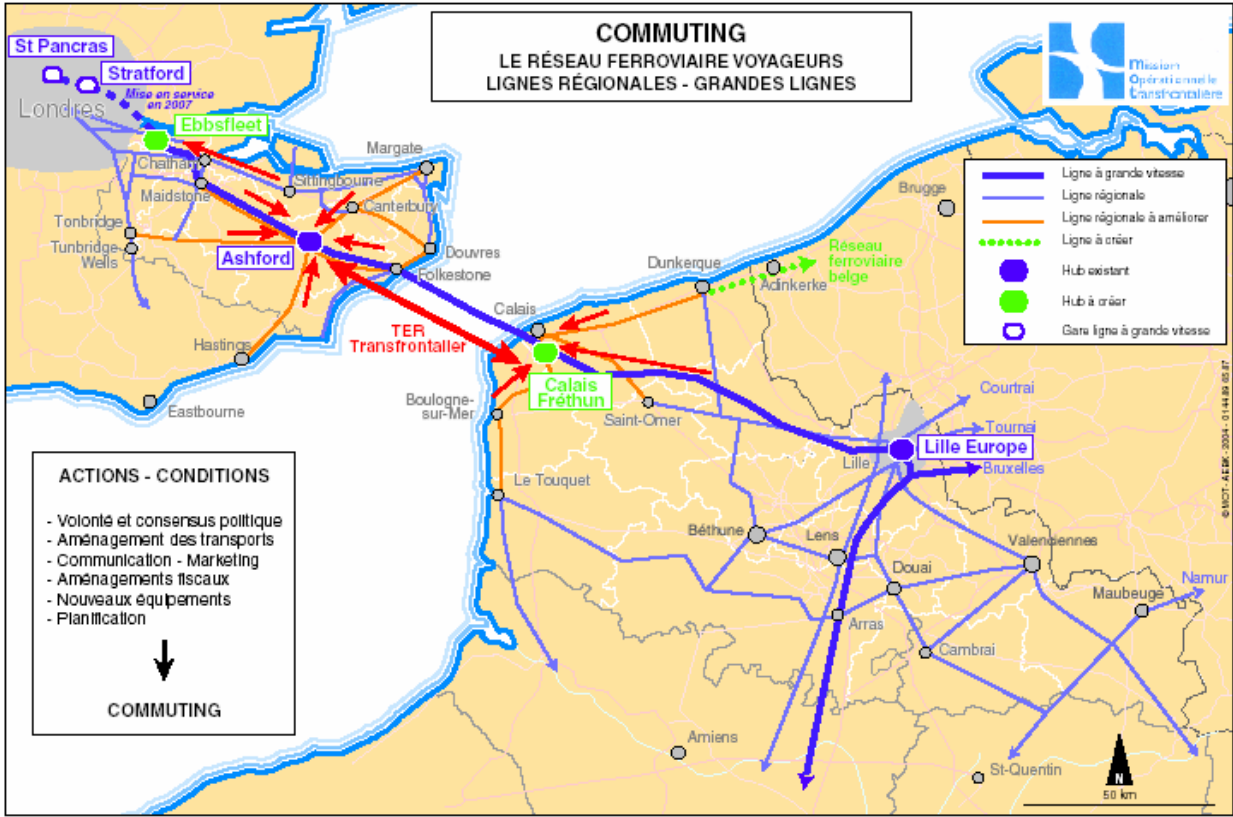 COMMUTING
LE RÉSEAU FERROVIAIRE VOYAGEURS
LIGNES RÉGIONALES - GRANDES LIGNES
Mission
Opérationnelle
Transfrontalière
St Pancras
Stratford
Mise en service
en 2007
Londres
Ebbsfleet
Chatham
Margate
Sittingbourne
Maidstone
Canterbury
Tonbridge
Tunbridge
Wells
Ashford
Douvres
Folkestone
Hastings
Eastbourne
TER
Transfrontalier
Calais
Calais
Fréthun
Dunkerque
Adinkerke
Réseau
ferroviaire
belge
Brugge
Ligne à grande vitesse
Ligne régionale
Ligne régionale à améliorer
Ligne à créer
Hub existant
Hub à créer
Gare ligne à grande vitesse
Boulogne-
sur-Mer
Saint-Omer
Courtrai
Tournai
Lille Europe
Lille
Bruxelles
Le Touquet
Béthune
Lens
Valenciennes
Douai
Namur
Maubeuge
Arras
Cambrai
Amiens
St-Quentin
ACTIONS - CONDITIONS
- Volonté et consensus politique
- Aménagement des transports
- Communication - Marketing
- Aménagements fiscaux
- Nouveaux équipements
- Planification
COMMUTING
N
50 km
© MOT - AEBK - 2004 -